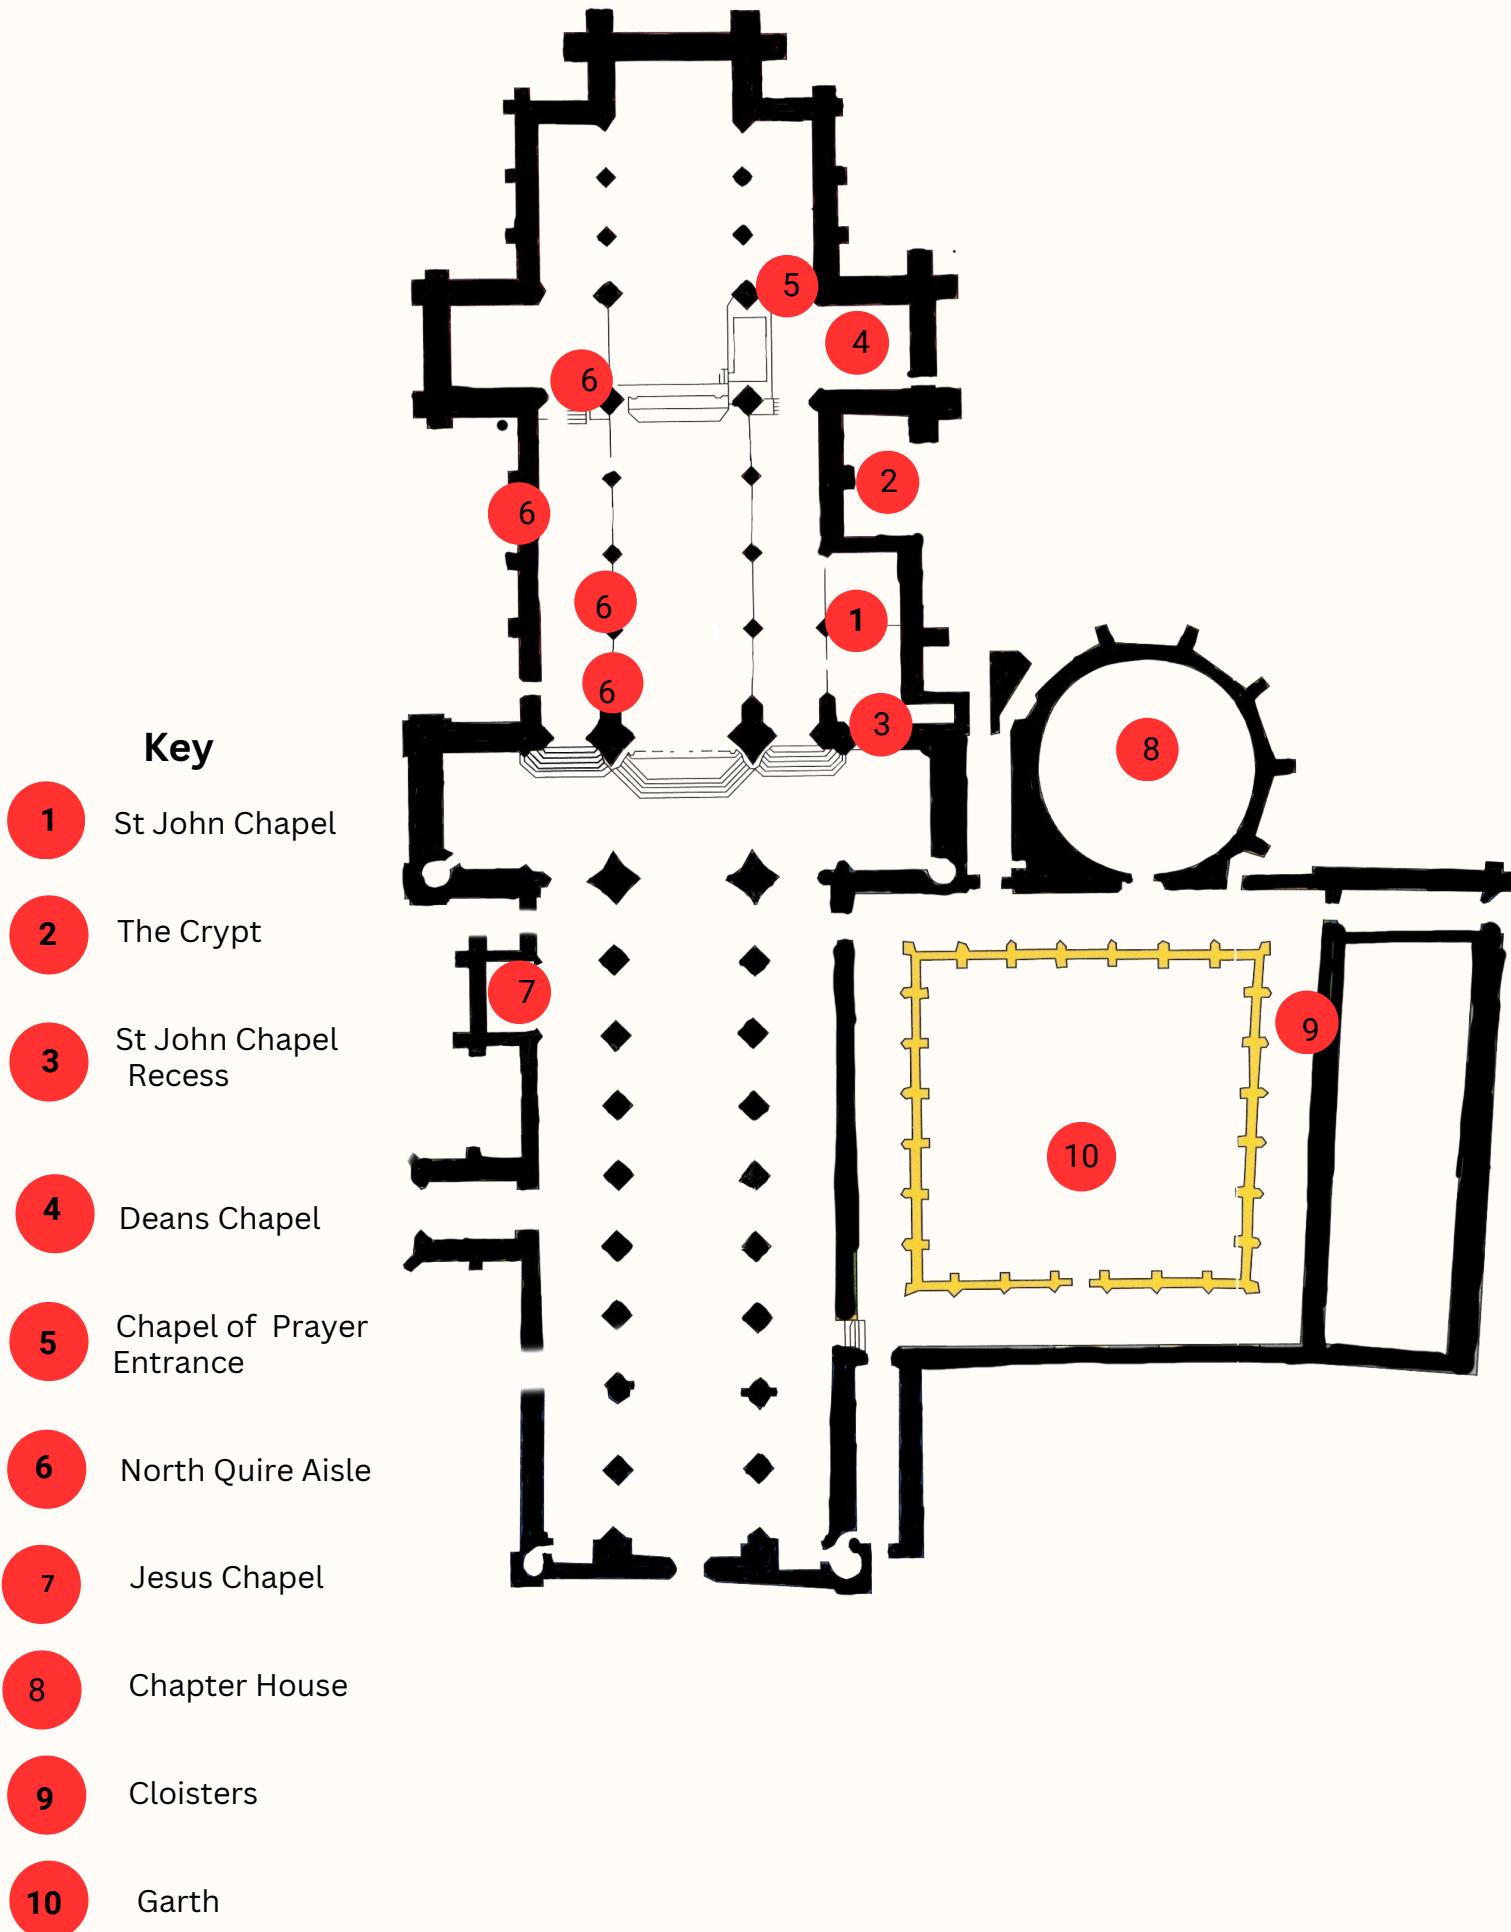 5
4
6
2
6
6
1
6
3
8
7
9
10
Key
1 St John Chapel
2 The Crypt
3 St John Chapel
Recess
4 Deans Chapel
5 Chapel of Prayer
Entrance
6 North Quire Aisle
7 Jesus Chapel
8 Chapter House
9 Cloisters
10 Garth